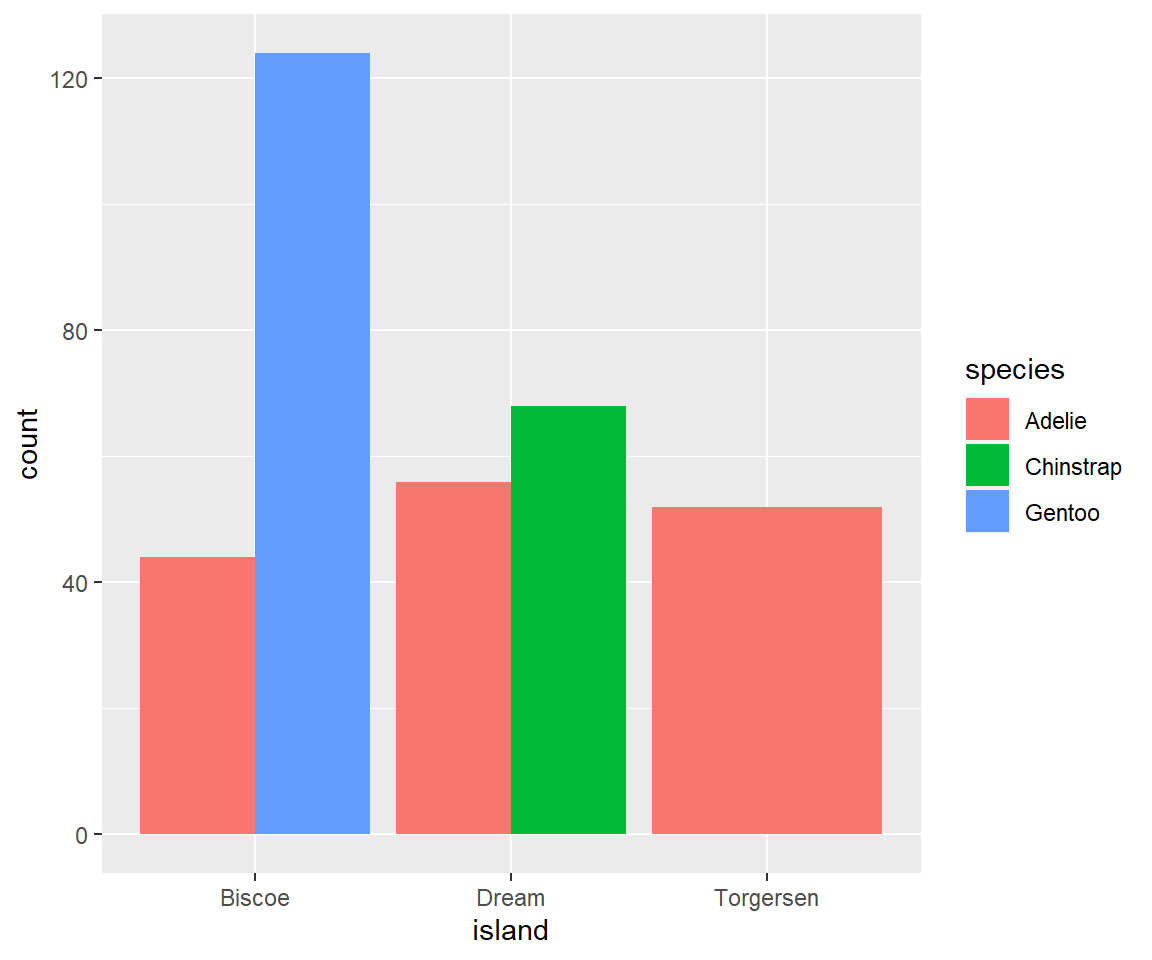 120
80
40
0
count
Biscoe
Dream
Torgersen
island
species
Adelie
Chinstrap
Gentoo